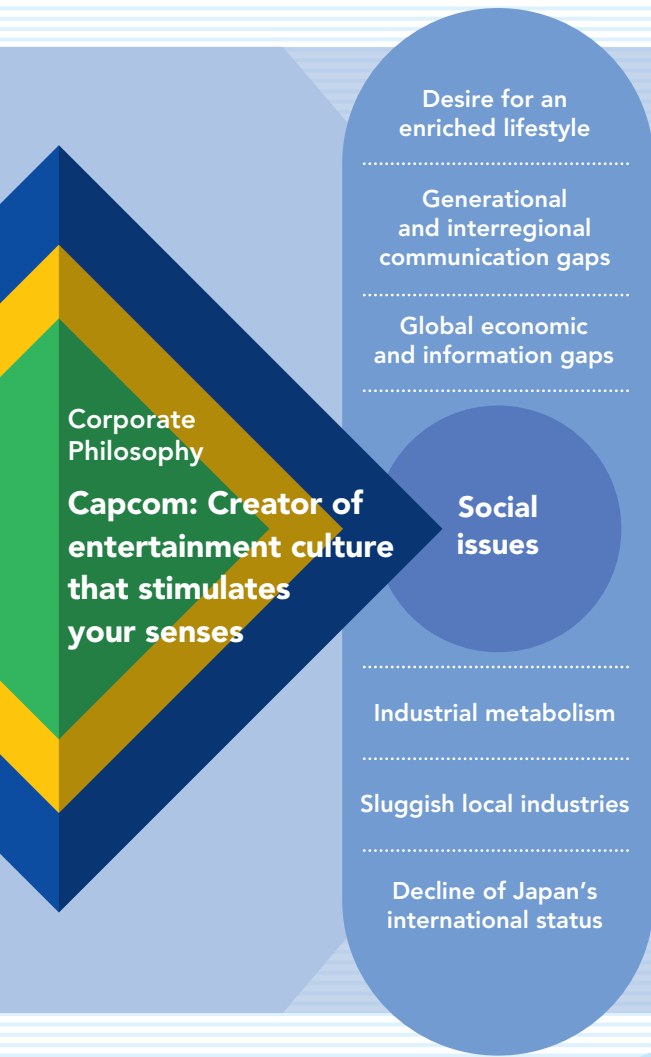 Desire for an
enriched lifestyle
Generational
and interregional
communication gaps
Global economic
and information gaps
Corporate
Philosophy
Capcom: Creator of
entertainment culture
that stimulates
your senses
Social
issues
Industrial metabolism
Sluggish local industries
Decline of Japan’s
international status